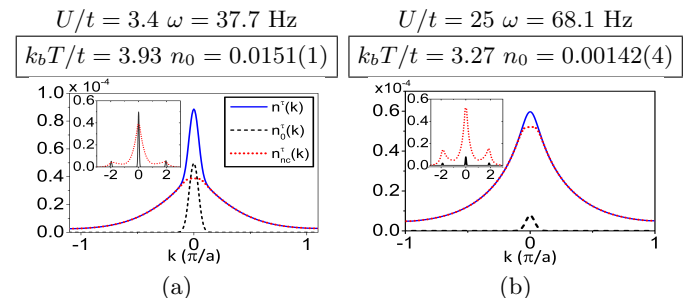 U/t = 3.4 ω = 37.7 Hz
k_bT/t = 3.93 n_0 = 0.0151(1)
x 10^-4
1.0
0.8
0.6
0.4
0.2
0.0
0.6
0.4
0.2
0.0
-2 0 2
n^τ(k)
n_0^τ(k)
n_nc^τ(k)
-1 0 1
k (π/a)
(a)
U/t = 25 ω = 68.1 Hz
k_bT/t = 3.27 n_0 = 0.00142(4)
x 10^-4
0.8
0.6
0.4
0.2
0.0
0.6
0.4
0.2
0.0
-2 0 2
-1 0 1
k (π/a)
(b)